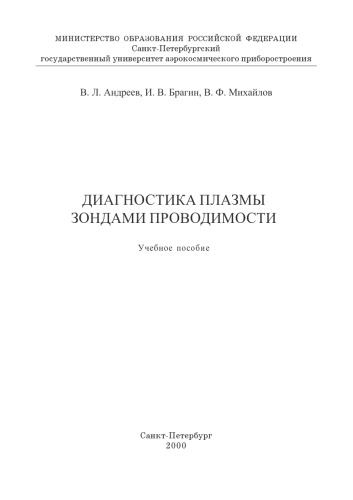 МИНИСТЕРСТВО ОБРАЗОВАНИЯ РОССИЙСКОЙ ФЕДЕРАЦИИ
Санкт-Петербургский
государственный университет аэрокосмического приборостроения
В. Л. Андреев, И. В. Брагин, В. Ф. Михайлов
ДИАГНОСТИКА ПЛАЗМЫ
ЗОНДАМИ ПРОВОДИМОСТИ
Учебное пособие
Санкт-Петербург
2000